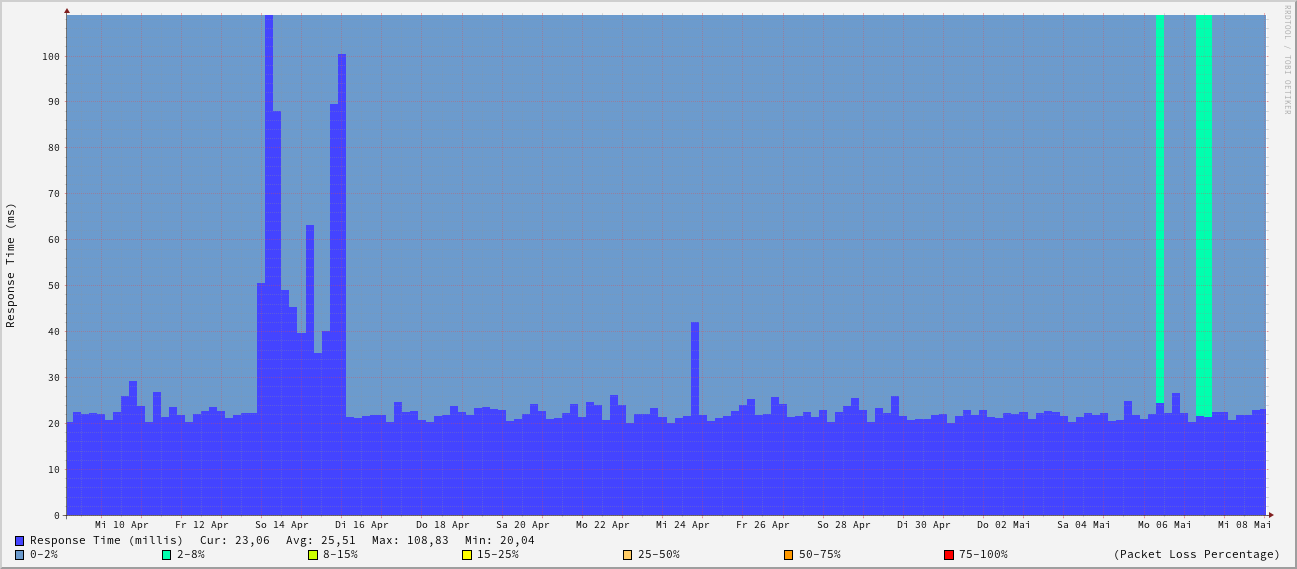 RRDTOOL / TOBI OETIKER
Response Time (ms)
100
90
80
70
60
50
40
30
20
10
0
Mi 10 Apr Fr 12 Apr So 14 Apr Di 16 Apr Do 18 Apr Sa 20 Apr Mo 22 Apr Mi 24 Apr Fr 26 Apr So 28 Apr Di 30 Apr Do 02 Mai Sa 04 Mai Mo 06 Mai Mi 08 Mai
Response Time (millis) Cur: 23,06 Avg: 25,51 Max: 108,83 Min: 20,04
0-2% 2-8% 8-15% 15-25% 25-50% 50-75% 75-100% (Packet Loss Percentage)